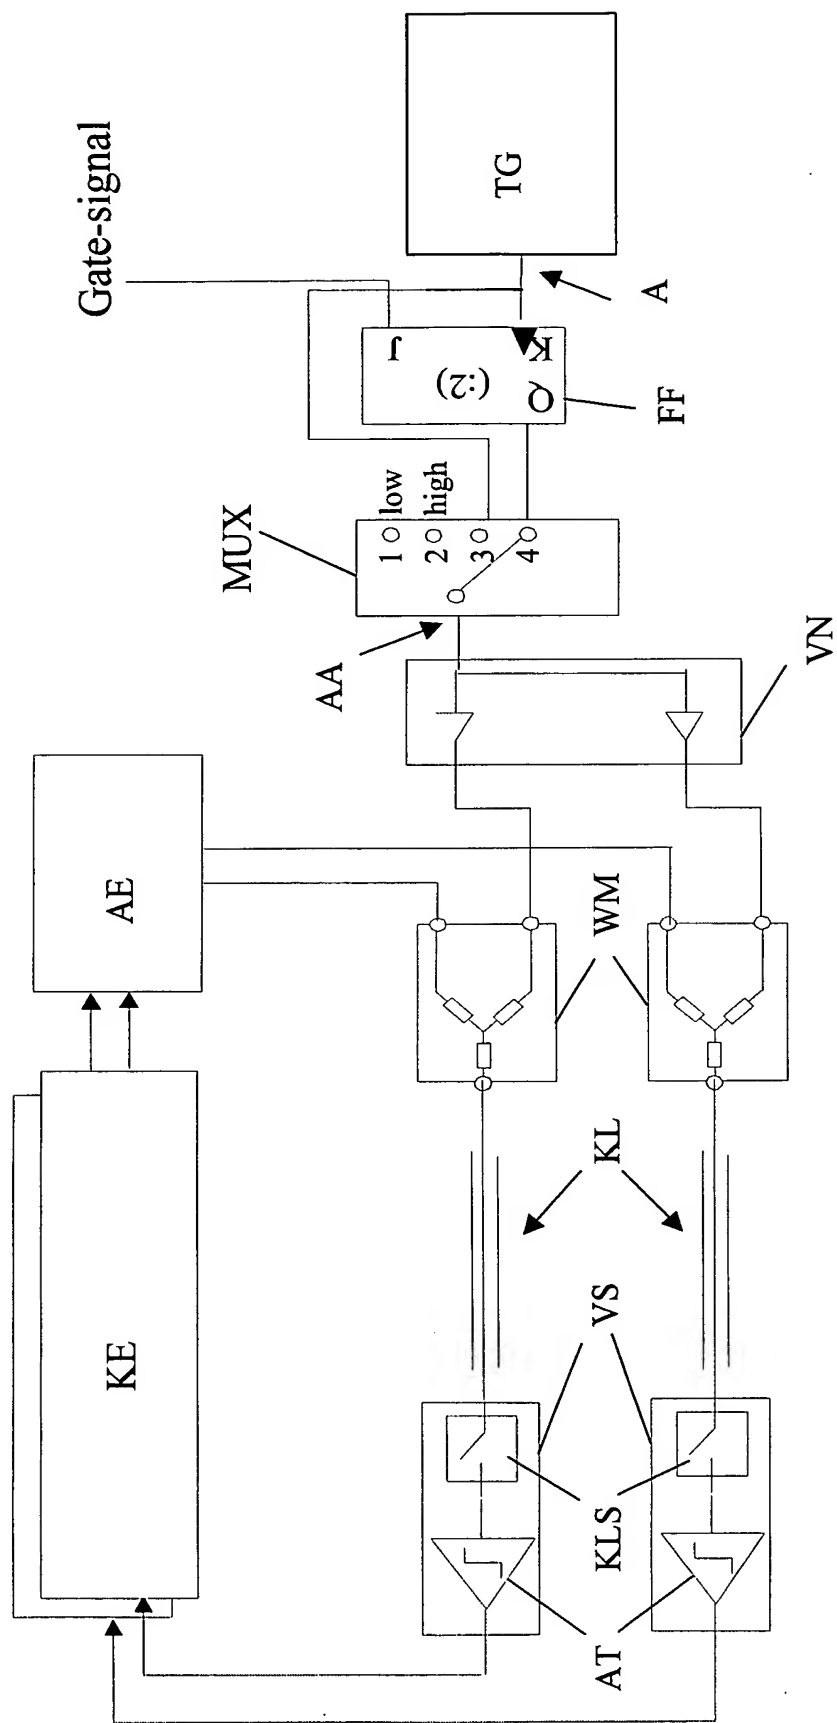 Gate-signal
TG
A
J
K
(:2)
Q
FF
MUX
1 low
2 high
3
4
AA
VN
AE
WM
KE
KL
VS
KLS
AT